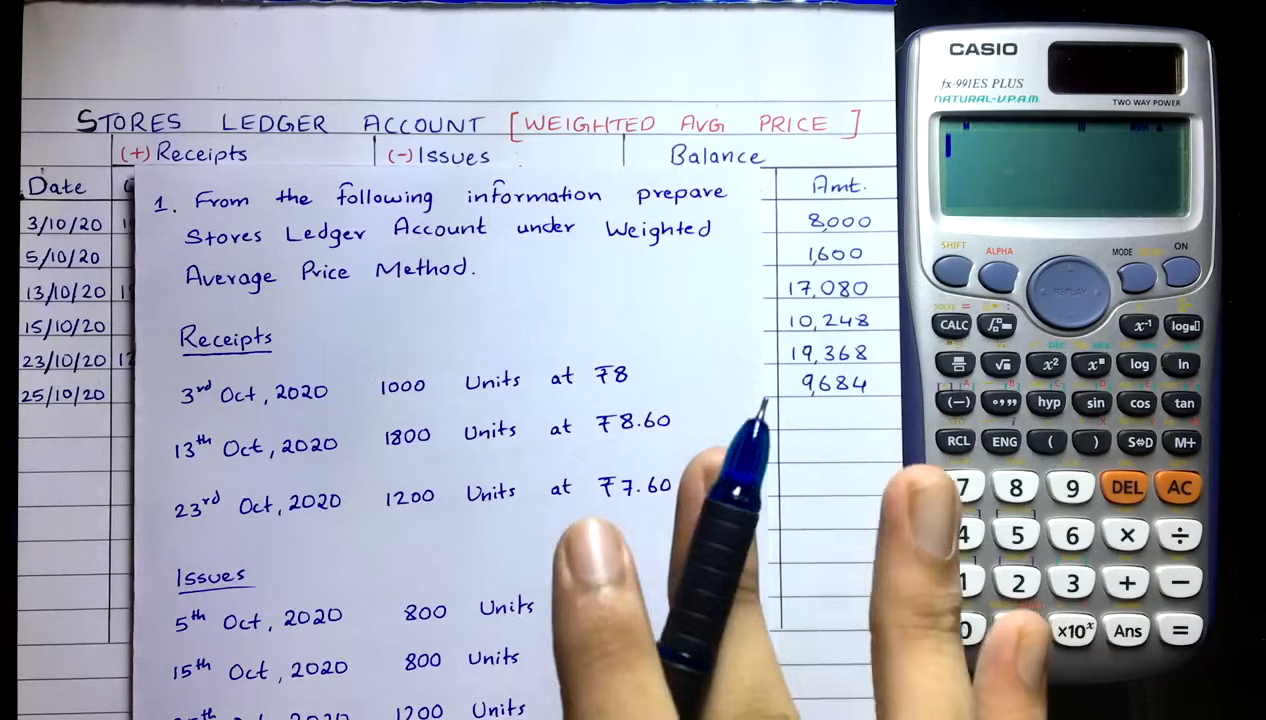 STORES LEDGER ACCOUNT [WEIGHTED AVG PRICE]
(+) Receipts (-) Issues Balance
Date Amt.
3/10/20 8,000
5/10/20 1,600
13/10/20 17,080
15/10/20 10,248
23/10/20 19,368
25/10/20 9,684
1. From the following information prepare
Stores Ledger Account under Weighted
Average Price Method.
Receipts
3rd Oct, 2020 1000 Units at ₹8
13th Oct, 2020 1800 Units at ₹8.60
23rd Oct, 2020 1200 Units at ₹7.60
Issues
5th Oct, 2020 800 Units
15th Oct, 2020 800 Units
1200 Units
CASIO
fx-991ES PLUS
NATURAL-V.P.A.M.
TWO WAY POWER
SHIFT ALPHA MODE ON
REPLAY
CALC x⁻¹ log
√ x² log ln
(−) hyp sin cos tan
RCL ENG ( ) S⇔D M+
7 8 9 DEL AC
4 5 6 × ÷
1 2 3 + −
0 ×10ˣ Ans =